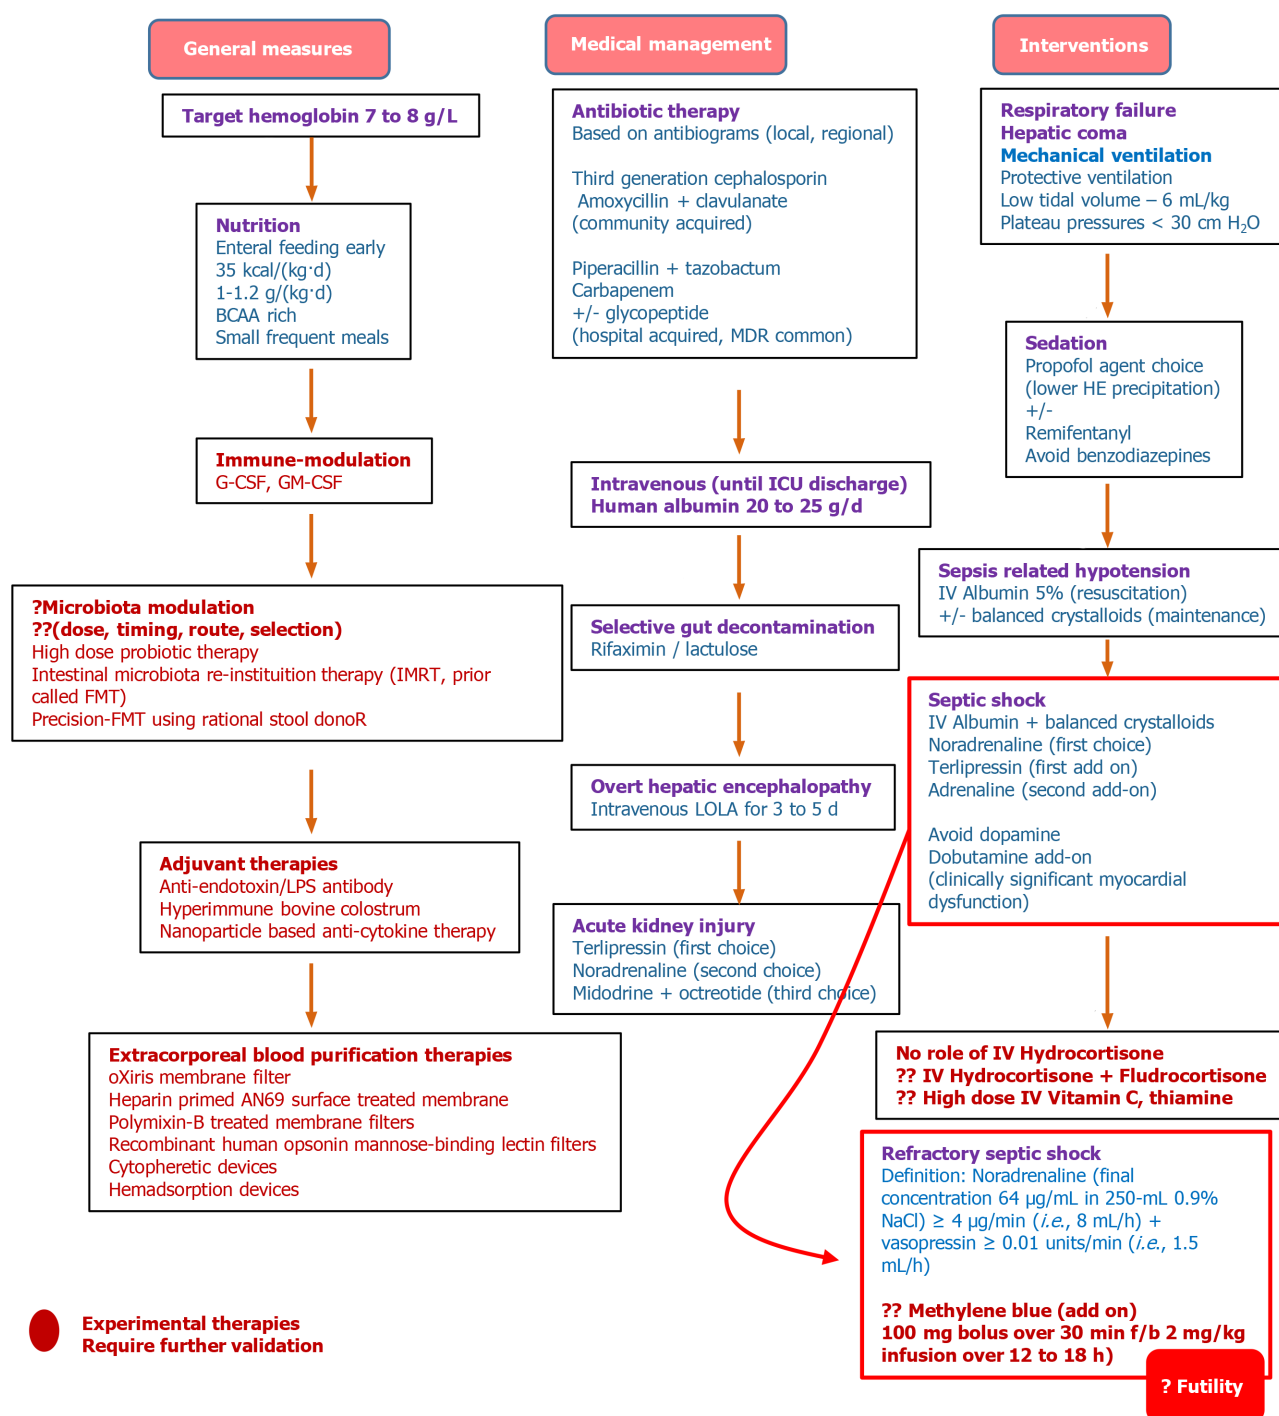 General measures
Target hemoglobin 7 to 8 g/L
Nutrition
Enteral feeding early
35 kcal/(kg·d)
1-1.2 g/(kg·d)
BCAA rich
Small frequent meals
Immune-modulation
G-CSF, GM-CSF
?Microbiota modulation
??(dose, timing, route, selection)
High dose probiotic therapy
Intestinal microbiota re-instituition therapy (IMRT, prior
called FMT)
Precision-FMT using rational stool donoR
Adjuvant therapies
Anti-endotoxin/LPS antibody
Hyperimmune bovine colostrum
Nanoparticle based anti-cytokine therapy
Extracorporeal blood purification therapies
oXiris membrane filter
Heparin primed AN69 surface treated membrane
Polymixin-B treated membrane filters
Recombinant human opsonin mannose-binding lectin filters
Cytopheretic devices
Hemadsorption devices
Experimental therapies
Require further validation
Medical management
Antibiotic therapy
Based on antibiograms (local, regional)
Third generation cephalosporin
Amoxycillin + clavulanate
(community acquired)
Piperacillin + tazobactum
Carbapenem
+/- glycopeptide
(hospital acquired, MDR common)
Intravenous (until ICU discharge)
Human albumin 20 to 25 g/d
Selective gut decontamination
Rifaximin / lactulose
Overt hepatic encephalopathy
Intravenous LOLA for 3 to 5 d
Acute kidney injury
Terlipressin (first choice)
Noradrenaline (second choice)
Midodrine + octreotide (third choice)
Interventions
Respiratory failure
Hepatic coma
Mechanical ventilation
Protective ventilation
Low tidal volume – 6 mL/kg
Plateau pressures < 30 cm H₂O
Sedation
Propofol agent choice
(lower HE precipitation)
+/-
Remifentanyl
Avoid benzodiazepines
Sepsis related hypotension
IV Albumin 5% (resuscitation)
+/- balanced crystalloids (maintenance)
Septic shock
IV Albumin + balanced crystalloids
Noradrenaline (first choice)
Terlipressin (first add on)
Adrenaline (second add-on)
Avoid dopamine
Dobutamine add-on
(clinically significant myocardial
dysfunction)
No role of IV Hydrocortisone
?? IV Hydrocortisone + Fludrocortisone
?? High dose IV Vitamin C, thiamine
Refractory septic shock
Definition: Noradrenaline (final
concentration 64 µg/mL in 250-mL 0.9%
NaCl) ≥ 4 µg/min (i.e., 8 mL/h) +
vasopressin ≥ 0.01 units/min (i.e., 1.5
mL/h)
?? Methylene blue (add on)
100 mg bolus over 30 min f/b 2 mg/kg
infusion over 12 to 18 h)
? Futility